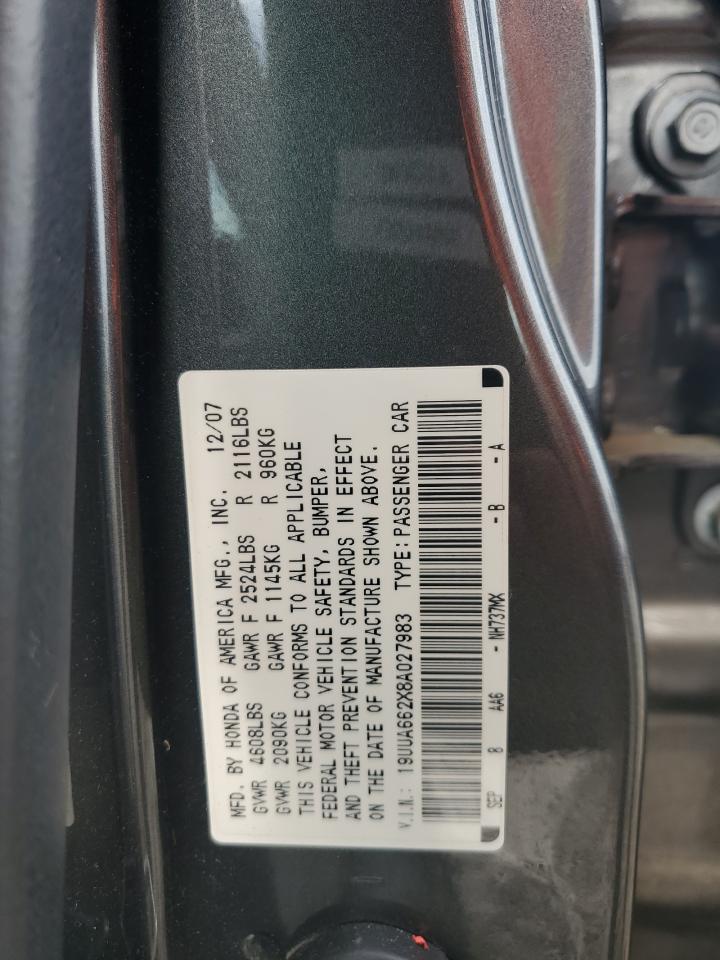 MFD. BY HONDA OF AMERICA MFG., INC. 12/07
GVWR 4608LBS GAWR F 2524LBS R 2116LBS
GVWR 2090KG GAWR F 1145KG R 960KG
THIS VEHICLE CONFORMS TO ALL APPLICABLE
FEDERAL MOTOR VEHICLE SAFETY, BUMPER,
AND THEFT PREVENTION STANDARDS IN EFFECT
ON THE DATE OF MANUFACTURE SHOWN ABOVE.
V.I.N.: 19UUA662X8A027983 TYPE:PASSENGER CAR
SEP 8 AA6 - NH737MX - B - A